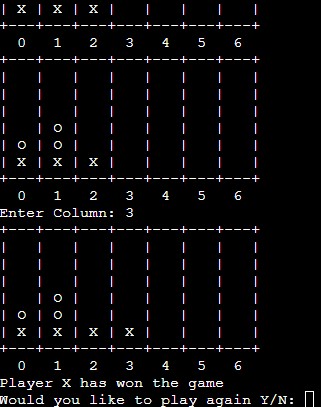 | X | X | X |   |   |   |   |
  0   1   2   3   4   5   6
+---+---+---+---+---+---+---+
|   |   |   |   |   |   |   |
|   |   |   |   |   |   |   |
|   |   |   |   |   |   |   |
|   | O |   |   |   |   |   |
| O | O |   |   |   |   |   |
| X | X | X |   |   |   |   |
+---+---+---+---+---+---+---+
  0   1   2   3   4   5   6
Enter Column: 3
+---+---+---+---+---+---+---+
|   |   |   |   |   |   |   |
|   |   |   |   |   |   |   |
|   |   |   |   |   |   |   |
|   | O |   |   |   |   |   |
| O | O |   |   |   |   |   |
| X | X | X | X |   |   |   |
+---+---+---+---+---+---+---+
  0   1   2   3   4   5   6
Player X has won the game
Would you like to play again Y/N: